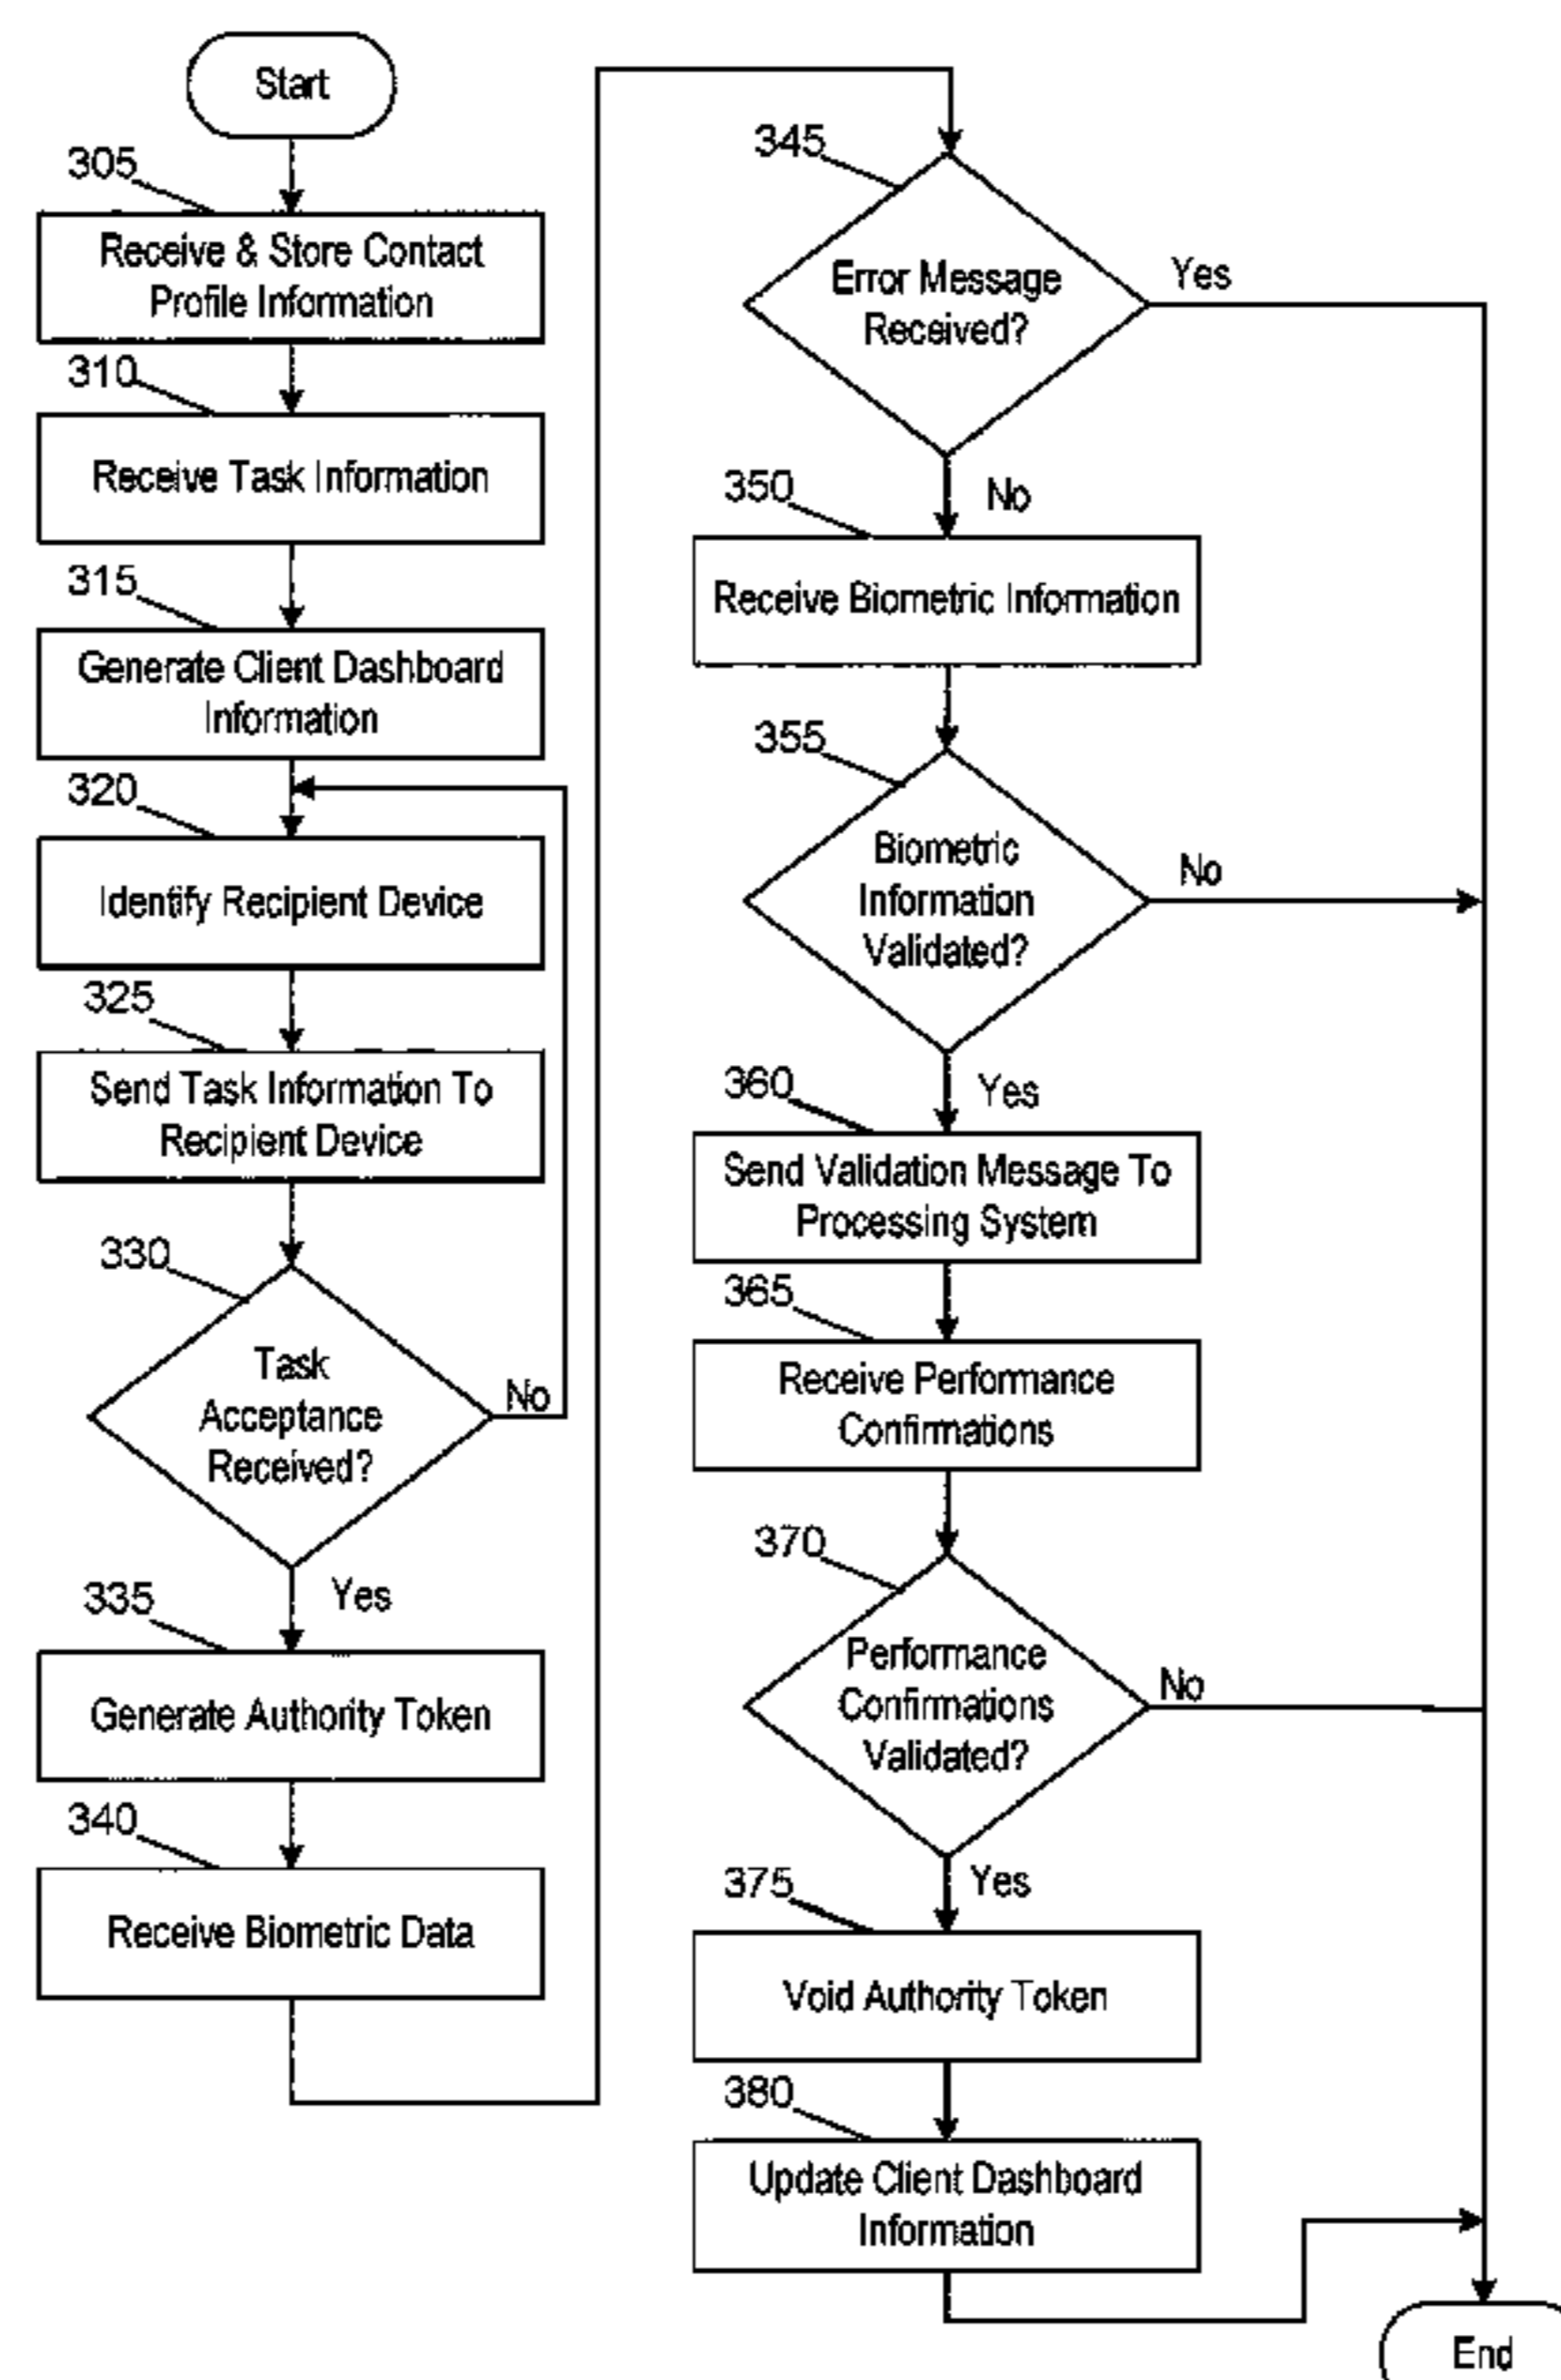 Start
305
Receive & Store Contact
Profile Information
310
Receive Task Information
315
Generate Client Dashboard
Information
320
Identify Recipient Device
325
Send Task Information To
Recipient Device
330
Task
Acceptance
Received?
No
Yes
335
Generate Authority Token
340
Receive Biometric Data
345
Error Message
Received?
Yes
No
350
Receive Biometric Information
355
Biometric
Information
Validated?
No
Yes
360
Send Validation Message To
Processing System
365
Receive Performance
Confirmations
370
Performance
Confirmations
Validated?
No
Yes
375
Void Authority Token
380
Update Client Dashboard
Information
End